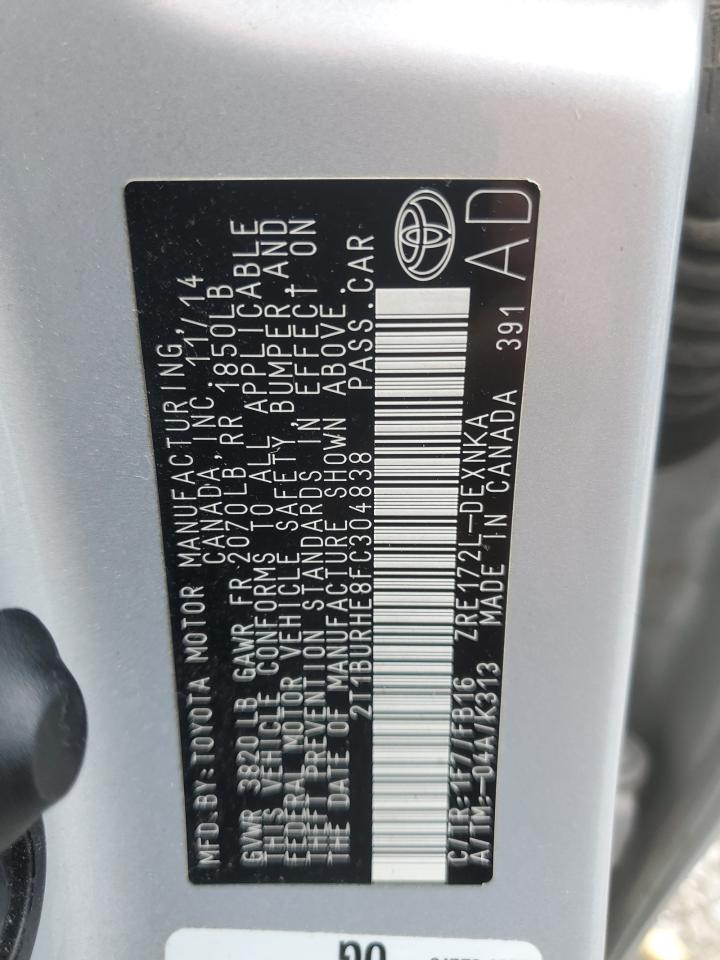 MFD.BY:TOYOTA MOTOR MANUFACTURING,
CANADA,INC. 11/14
GVWR 3820LB GAWR FR 2070LB,RR 1850LB
THIS VEHICLE CONFORMS TO ALL APPLICABLE
FEDERAL MOTOR VEHICLE SAFETY, BUMPER, AND
THEFT PREVENTION STANDARDS IN EFFECT ON
THE DATE OF MANUFACTURE SHOWN ABOVE.
2T1BURHE8FC304838 PASS.CAR
C/TR:1F7/FB16 ZRE172L-DEXNKA
A/TM:-04A/K313 MADE IN CANADA 391
AD